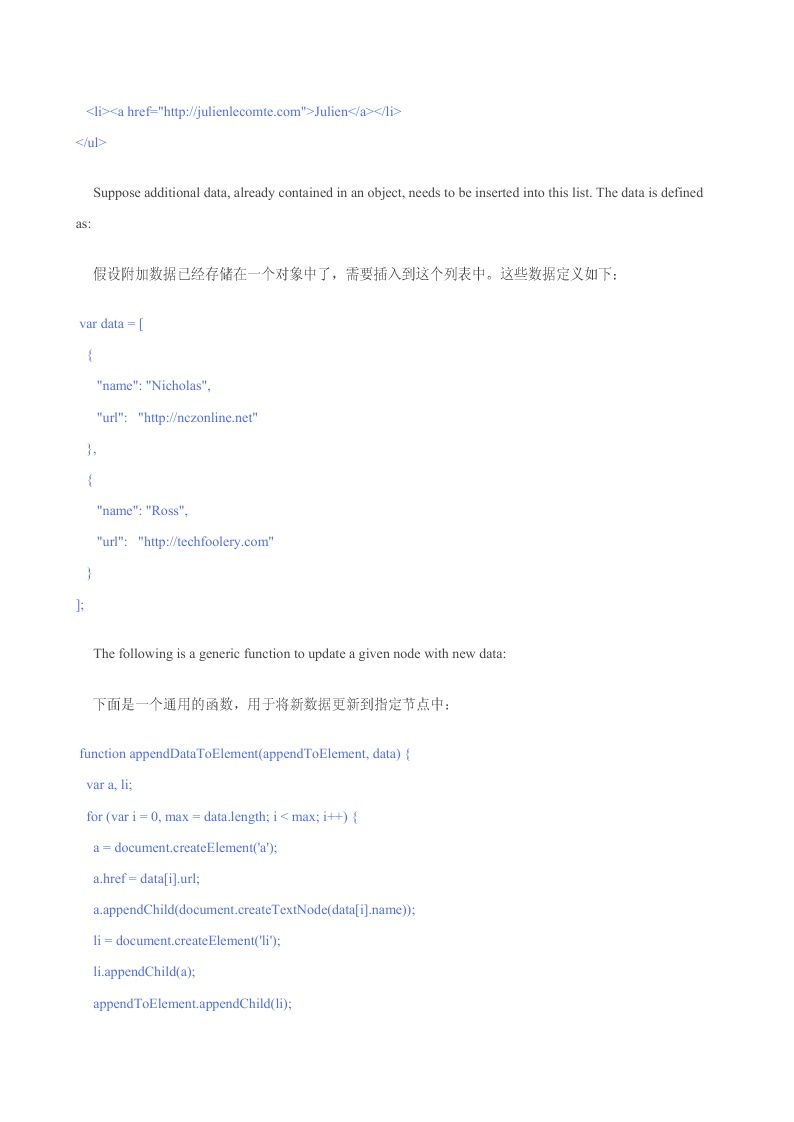 <li><a href="http://julienlecomte.com">Julien</a></li>
</ul>
Suppose additional data, already contained in an object, needs to be inserted into this list. The data is defined
as:
假设附加数据已经存储在一个对象中了，需要插入到这个列表中。这些数据定义如下：
var data = [
{
"name": "Nicholas",
"url": "http://nczonline.net"
},
{
"name": "Ross",
"url": "http://techfoolery.com"
}
];
The following is a generic function to update a given node with new data:
下面是一个通用的函数，用于将新数据更新到指定节点中：
function appendDataToElement(appendToElement, data) {
var a, li;
for (var i = 0, max = data.length; i < max; i++) {
a = document.createElement('a');
a.href = data[i].url;
a.appendChild(document.createTextNode(data[i].name));
li = document.createElement('li');
li.appendChild(a);
appendToElement.appendChild(li);